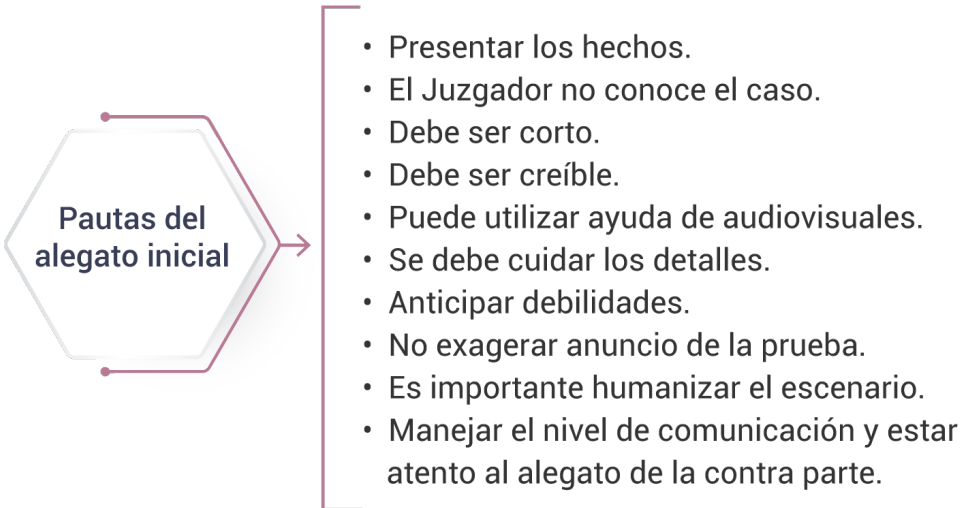 Pautas del
alegato inicial
• Presentar los hechos.
• El Juzgador no conoce el caso.
• Debe ser corto.
• Debe ser creíble.
• Puede utilizar ayuda de audiovisuales.
• Se debe cuidar los detalles.
• Anticipar debilidades.
• No exagerar anuncio de la prueba.
• Es importante humanizar el escenario.
• Manejar el nivel de comunicación y estar
atento al alegato de la contra parte.